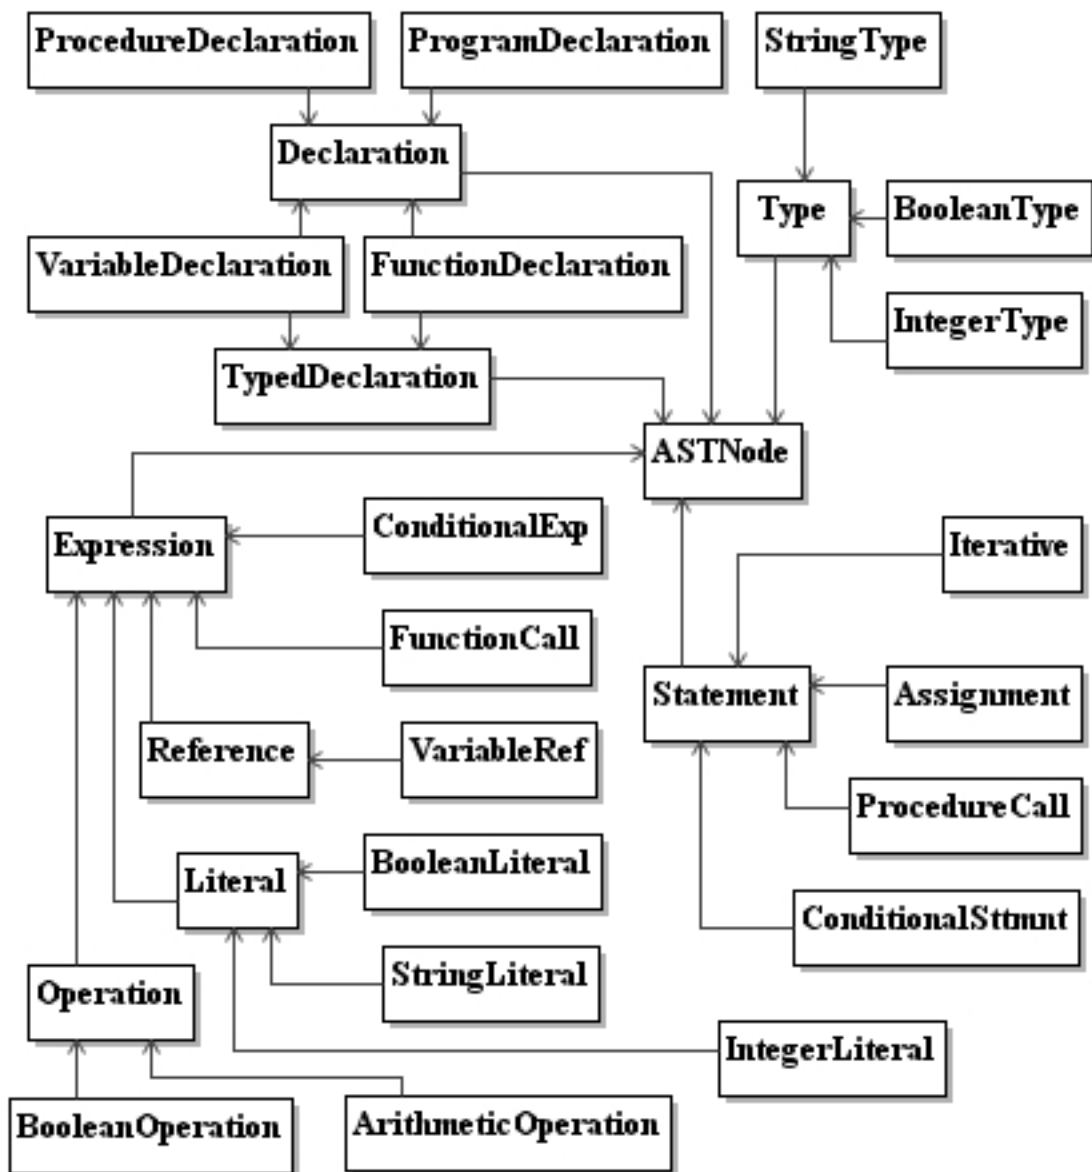 ProcedureDeclaration
ProgramDeclaration
StringType
Declaration
Type
BooleanType
VariableDeclaration
FunctionDeclaration
IntegerType
TypedDeclaration
ASTNode
ConditionalExp
Expression
Iterative
FunctionCall
Statement
Assignment
Reference
VariableRef
ProcedureCall
BooleanLiteral
Literal
ConditionalSttmnt
StringLiteral
Operation
IntegerLiteral
BooleanOperation
ArithmeticOperation